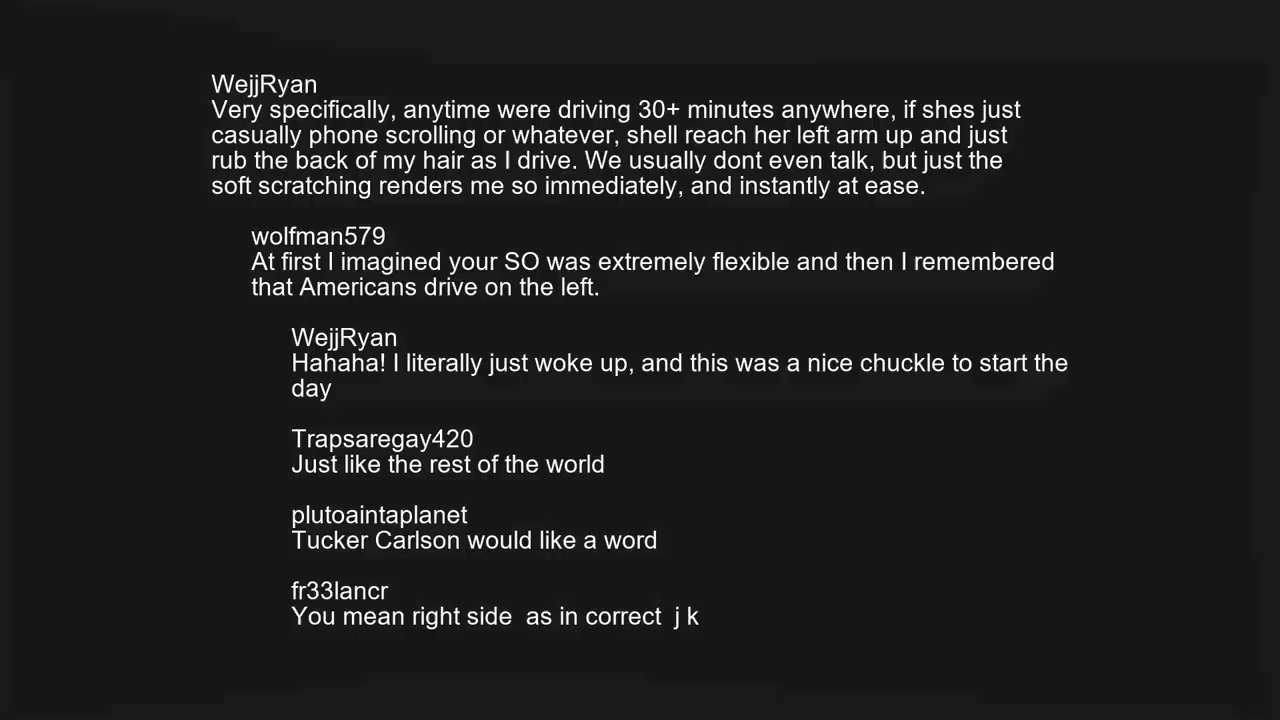 WejjRyan
Very specifically, anytime were driving 30+ minutes anywhere, if shes just
casually phone scrolling or whatever, shell reach her left arm up and just
rub the back of my hair as I drive. We usually dont even talk, but just the
soft scratching renders me so immediately, and instantly at ease.
wolfman579
At first I imagined your SO was extremely flexible and then I remembered
that Americans drive on the left.
WejjRyan
Hahaha! I literally just woke up, and this was a nice chuckle to start the
day
Trapsaregay420
Just like the rest of the world
plutoaintaplanet
Tucker Carlson would like a word
fr33lancr
You mean right side  as in correct  j k